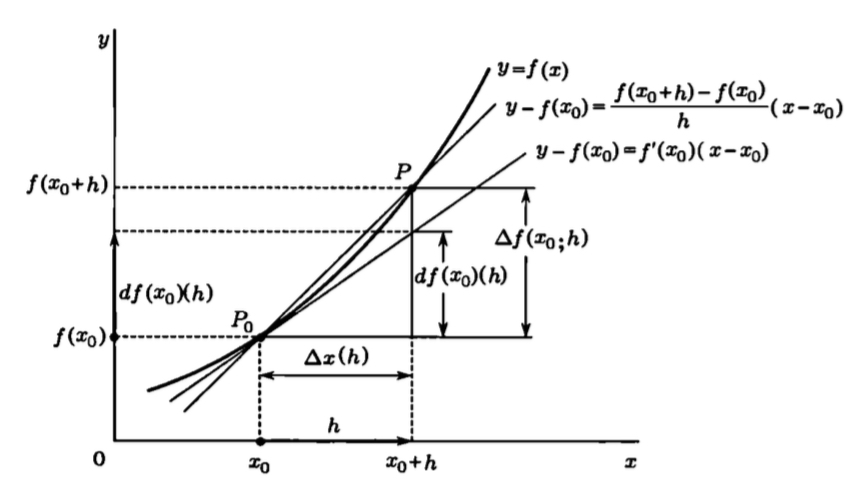 y
y=f(x)
y−f(x₀)=f(x₀+h)−f(x₀)/h(x−x₀)
y−f(x₀)=f′(x₀)(x−x₀)
P
f(x₀+h)
Δf(x₀;h)
df(x₀)(h)
df(x₀)(h)
P₀
f(x₀)
Δx(h)
h
0
x₀
x₀+h
x